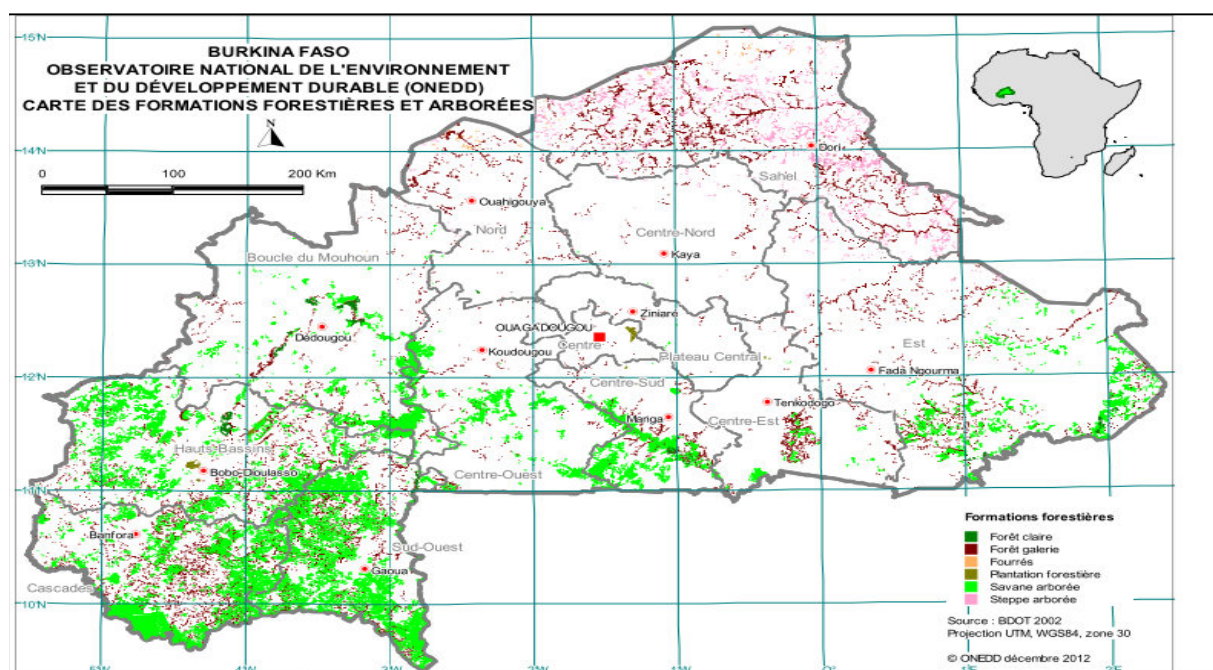 BURKINA FASO
OBSERVATOIRE NATIONAL DE L'ENVIRONNEMENT
ET DU DÉVELOPPEMENT DURABLE (ONEDD)
CARTE DES FORMATIONS FORESTIÈRES ET ARBORÉES
N
0 100 200 Km
15°N
14°N
13°N
12°N
11°N
10°N
Dori
Sahel
Ouahigouya
Nord
Centre-Nord
Kaya
Boucle du Mouhoun
Ziniaré
OUAGADOUGOU
Centre
Dédougou
Koudougou
Plateau Central
Est
Fada Ngourma
Centre-Sud
Tenkodogo
Manga
Centre-Est
Hauts-Bassins
Bobo-Dioulasso
Centre-Ouest
Banfora
Sud-Ouest
Gaoua
Cascades
Formations forestières
Forêt claire
Forêt galerie
Fourrés
Plantation forestière
Savane arborée
Steppe arborée
Source : BDOT 2002
Projection UTM, WGS84, zone 30
© ONEDD décembre 2012